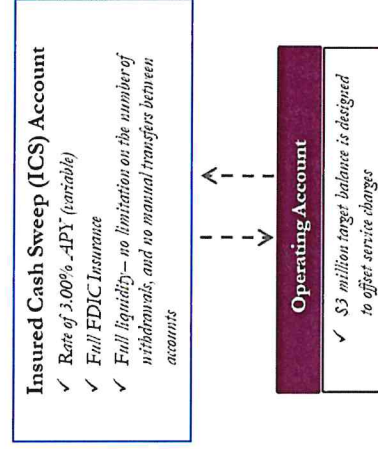 Insured Cash Sweep (ICS) Account
✓ Rate of 3.00% APY (variable)
✓ Full FDIC Insurance
✓ Full liquidity– no limitation on the number of
withdrawals, and no manual transfers between
accounts
Operating Account
✓ $3 million target balance is designed
to offset service charges